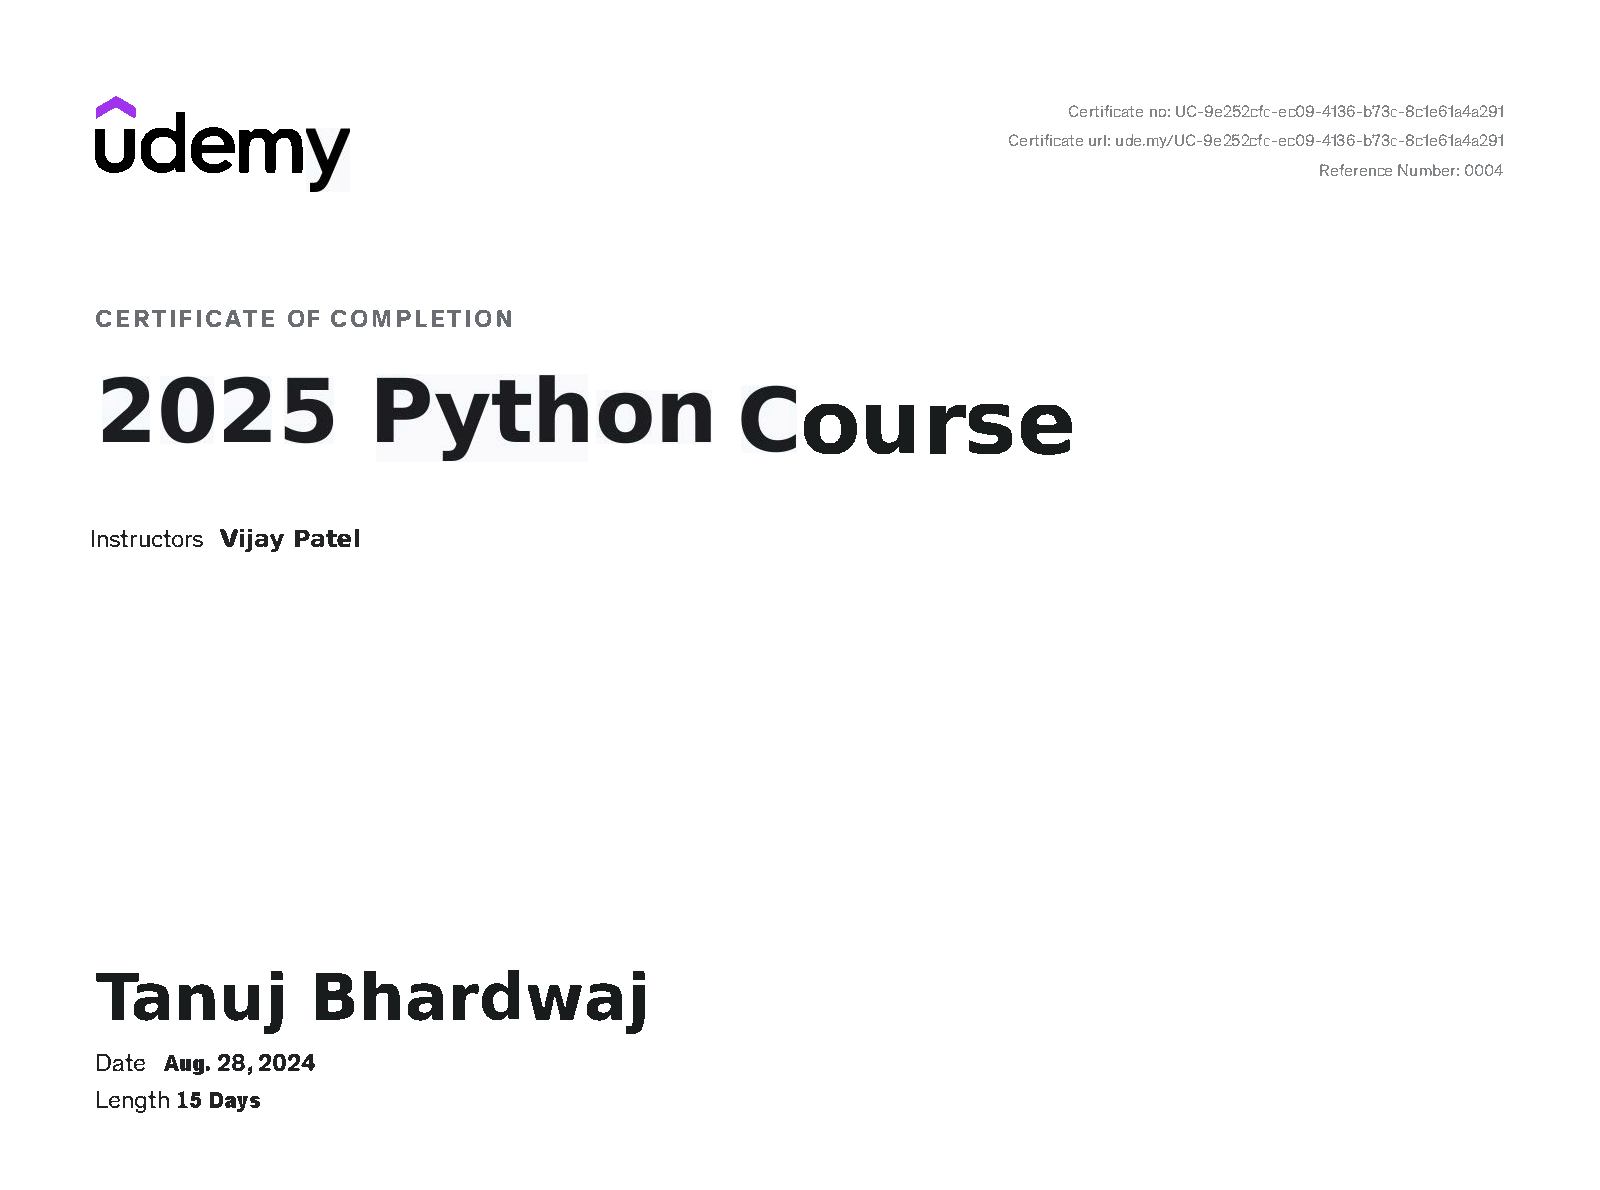 udemy
Certificate no: UC-9e252cfc-ec09-4136-b73c-8c1e61a4a291
Certificate url: ude.my/UC-9e252cfc-ec09-4136-b73c-8c1e61a4a291
Reference Number: 0004
CERTIFICATE OF COMPLETION
2025 Python Course
Instructors Vijay Patel
Tanuj Bhardwaj
Date Aug. 28, 2024
Length 15 Days